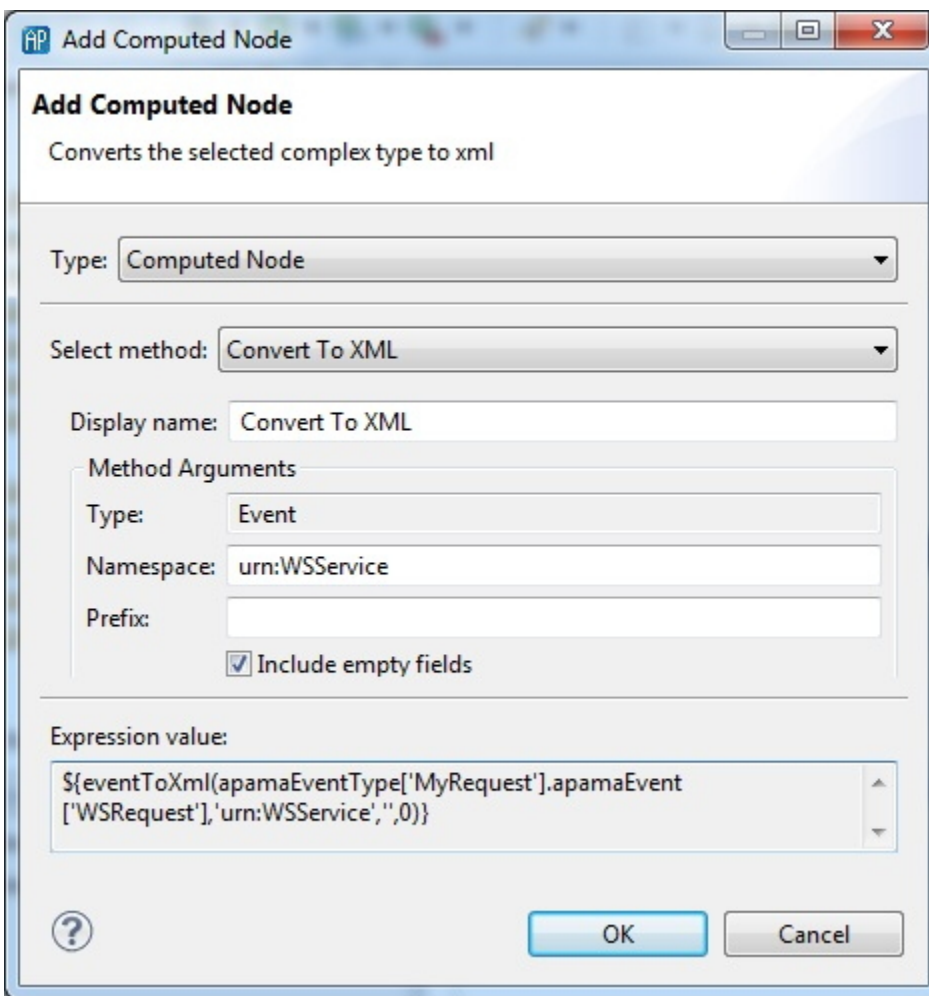 AP Add Computed Node
Add Computed Node
Converts the selected complex type to xml
Type: Computed Node
Select method: Convert To XML
Display name: Convert To XML
Method Arguments
Type: Event
Namespace: urn:WSService
Prefix:
Include empty fields
Expression value:
${eventToXml(apamaEventType['MyRequest'].apamaEvent
['WSRequest'],'urn:WSService','',0)}
?
OK Cancel